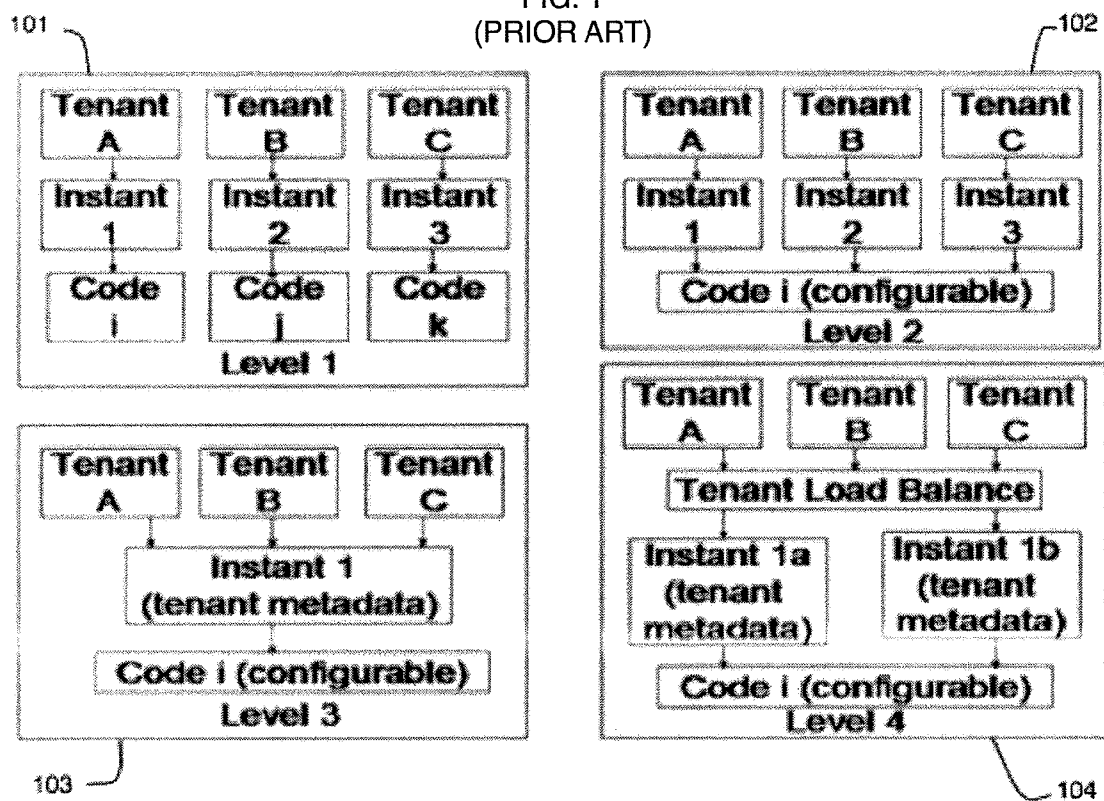 FIG. 1
(PRIOR ART)
101
102
Tenant A
Tenant B
Tenant C
Instant 1
Instant 2
Instant 3
Code i
Code j
Code k
Level 1
Tenant A
Tenant B
Tenant C
Instant 1
Instant 2
Instant 3
Code i (configurable)
Level 2
Tenant A
Tenant B
Tenant C
Instant 1
(tenant metadata)
Code i (configurable)
Level 3
Tenant A
Tenant B
Tenant C
Tenant Load Balance
Instant 1a
(tenant
metadata)
Instant 1b
(tenant
metadata)
Code i (configurable)
Level 4
103
104